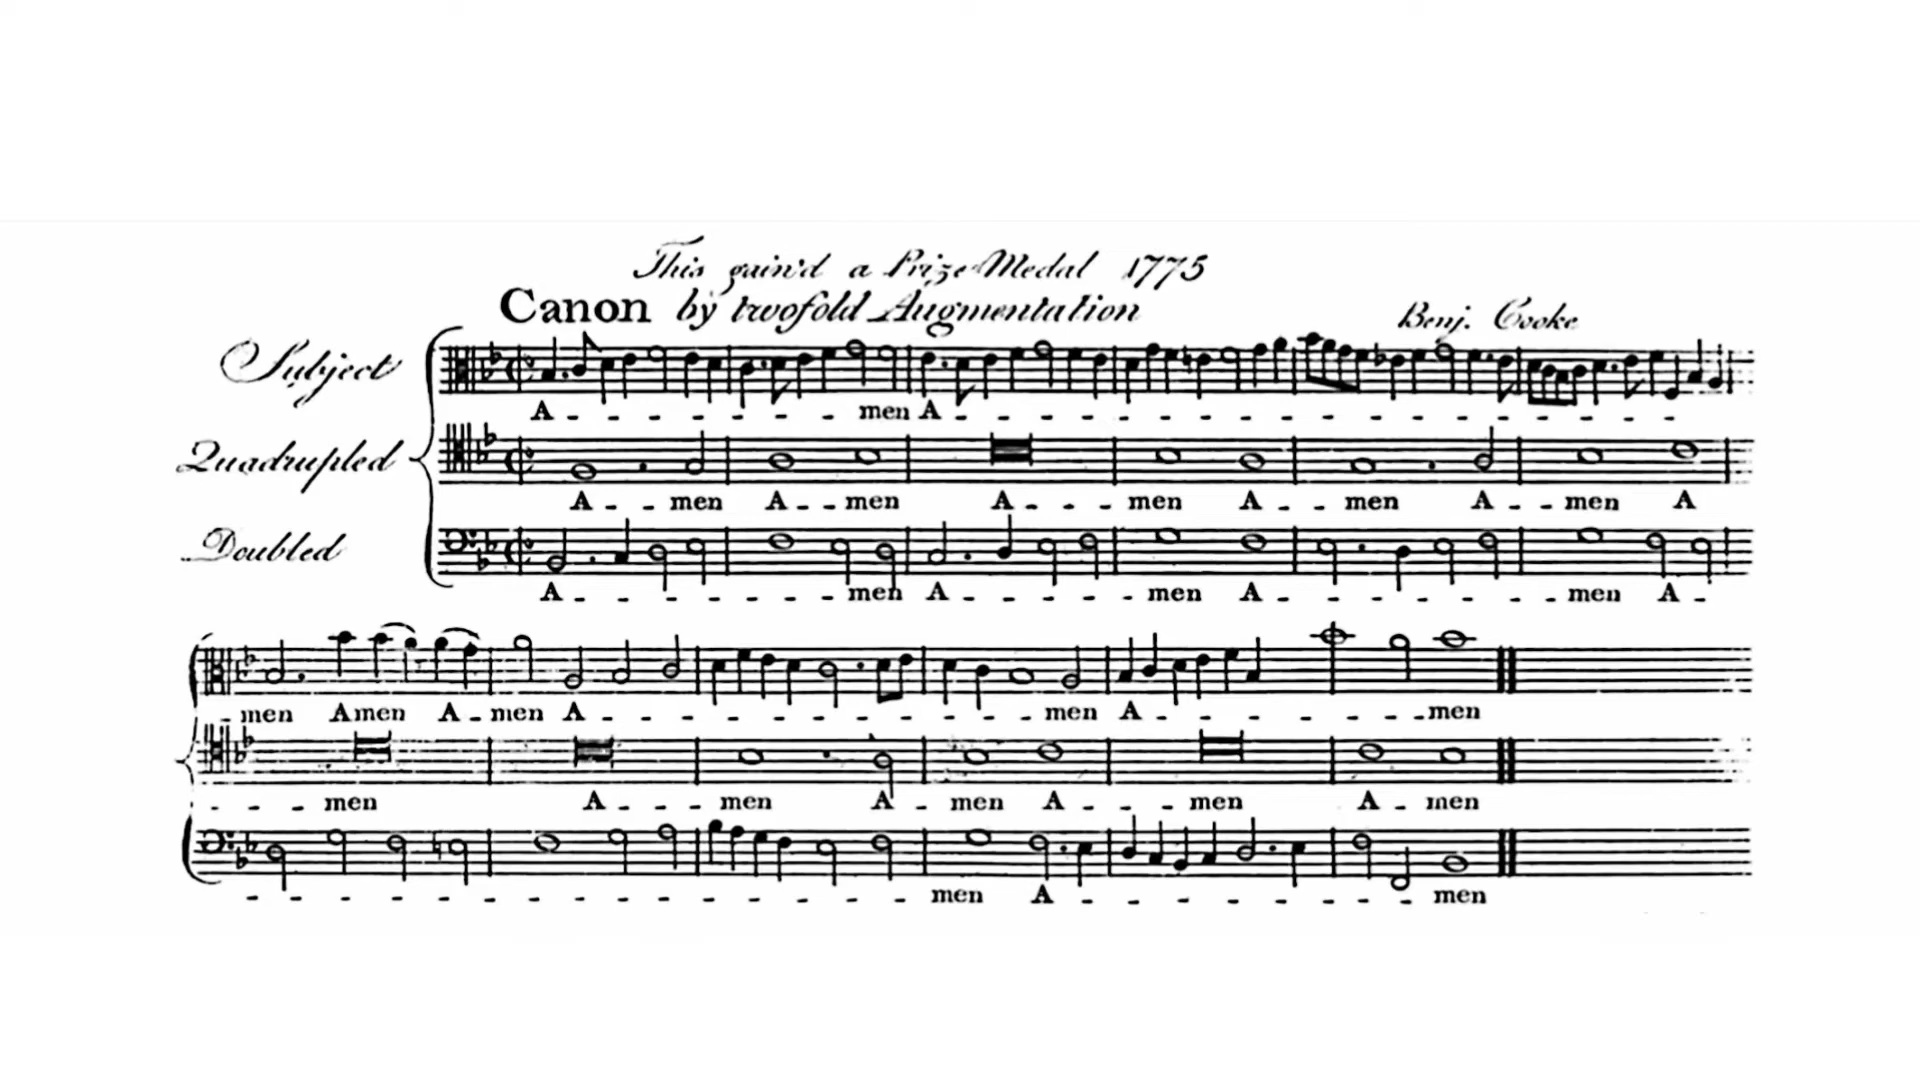 This gain'd a Prize Medal 1775
Canon by twofold Augmentation
Benj. Cooke
Subject
A - - - - - - - men A - - - - - - - - - - - - - - - - - -
Quadrupled
A - - men A - - men A - - - men A - - men A - - men A
Doubled
A - - - - - - men A - - - - men A - - - - - - - men A -
- men Amen A - men A - - - - - - - - - - - men A - - - - - - men
- - - men A - - - men A - men A - - - men A - men
- - - - - - - - - - - - - - - men A - - - - - - - - men